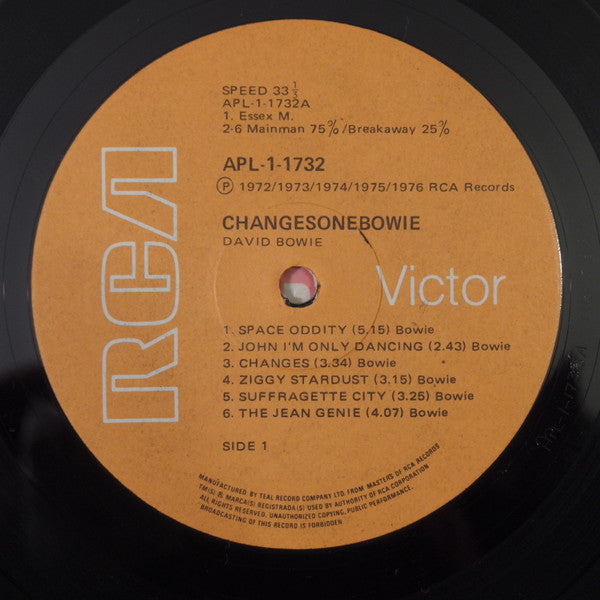 SPEED 33 1/3
APL-1-1732A
1. Essex M.
2-6 Mainman 75%/Breakaway 25%
APL-1-1732
Ⓟ 1972/1973/1974/1975/1976 RCA Records
CHANGESONEBOWIE
DAVID BOWIE
RCA
Victor
1. SPACE ODDITY (5.15) Bowie
2. JOHN I'M ONLY DANCING (2.43) Bowie
3. CHANGES (3.34) Bowie
4. ZIGGY STARDUST (3.15) Bowie
5. SUFFRAGETTE CITY (3.25) Bowie
6. THE JEAN GENIE (4.07) Bowie
SIDE 1
MANUFACTURED BY TEAL RECORD COMPANY LTD. FROM MASTERS OF RCA RECORDS
TM(S) ® MARCA(S) REGISTRADA(S) USED BY AUTHORITY OF RCA CORPORATION
ALL RIGHTS RESERVED. UNAUTHORIZED COPYING, PUBLIC PERFORMANCE,
BROADCASTING OF THIS RECORD IS FORBIDDEN